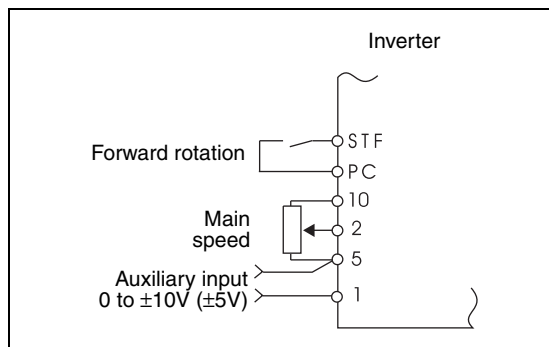 Inverter
STF
Forward rotation
PC
10
Main
speed
2
5
Auxiliary input
0 to ±10V (±5V)
1